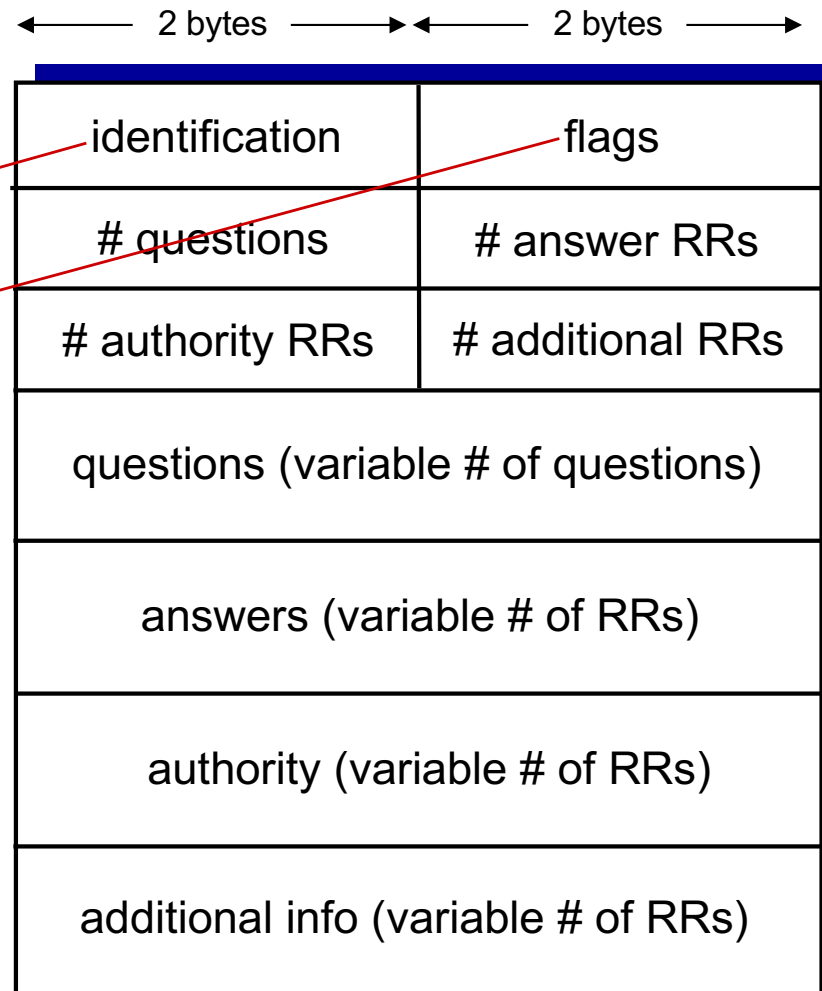 2 bytes 2 bytes
identification flags
# questions # answer RRs
# authority RRs # additional RRs
questions (variable # of questions)
answers (variable # of RRs)
authority (variable # of RRs)
additional info (variable # of RRs)